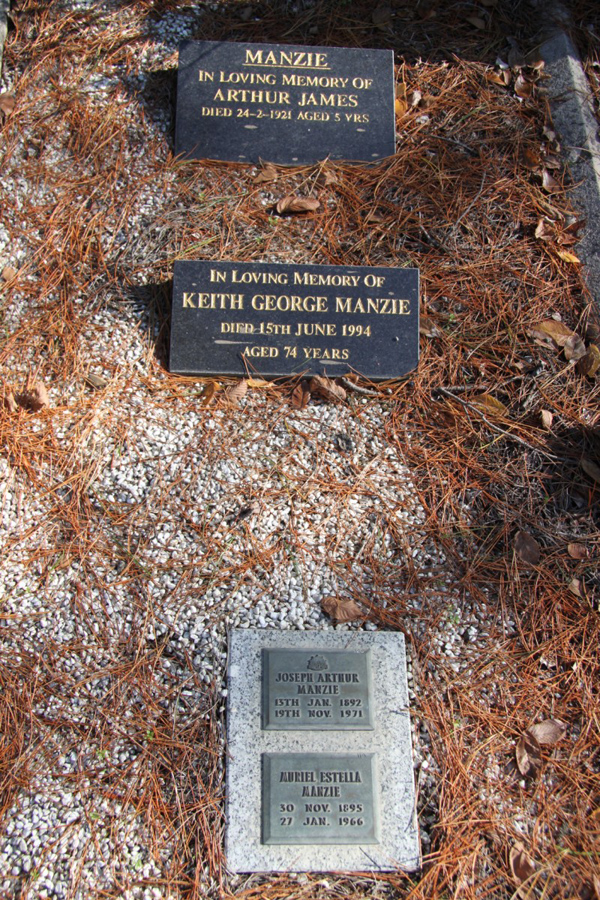 MANZIE
IN LOVING MEMORY OF
ARTHUR JAMES
DIED 24-2-1921 AGED 5 YRS
IN LOVING MEMORY OF
KEITH GEORGE MANZIE
DIED 15TH JUNE 1994
AGED 74 YEARS
JOSEPH ARTHUR
MANZIE
13TH JAN. 1892
19TH NOV. 1971
MURIEL ESTELLA
MANZIE
30 NOV. 1895
27 JAN. 1966